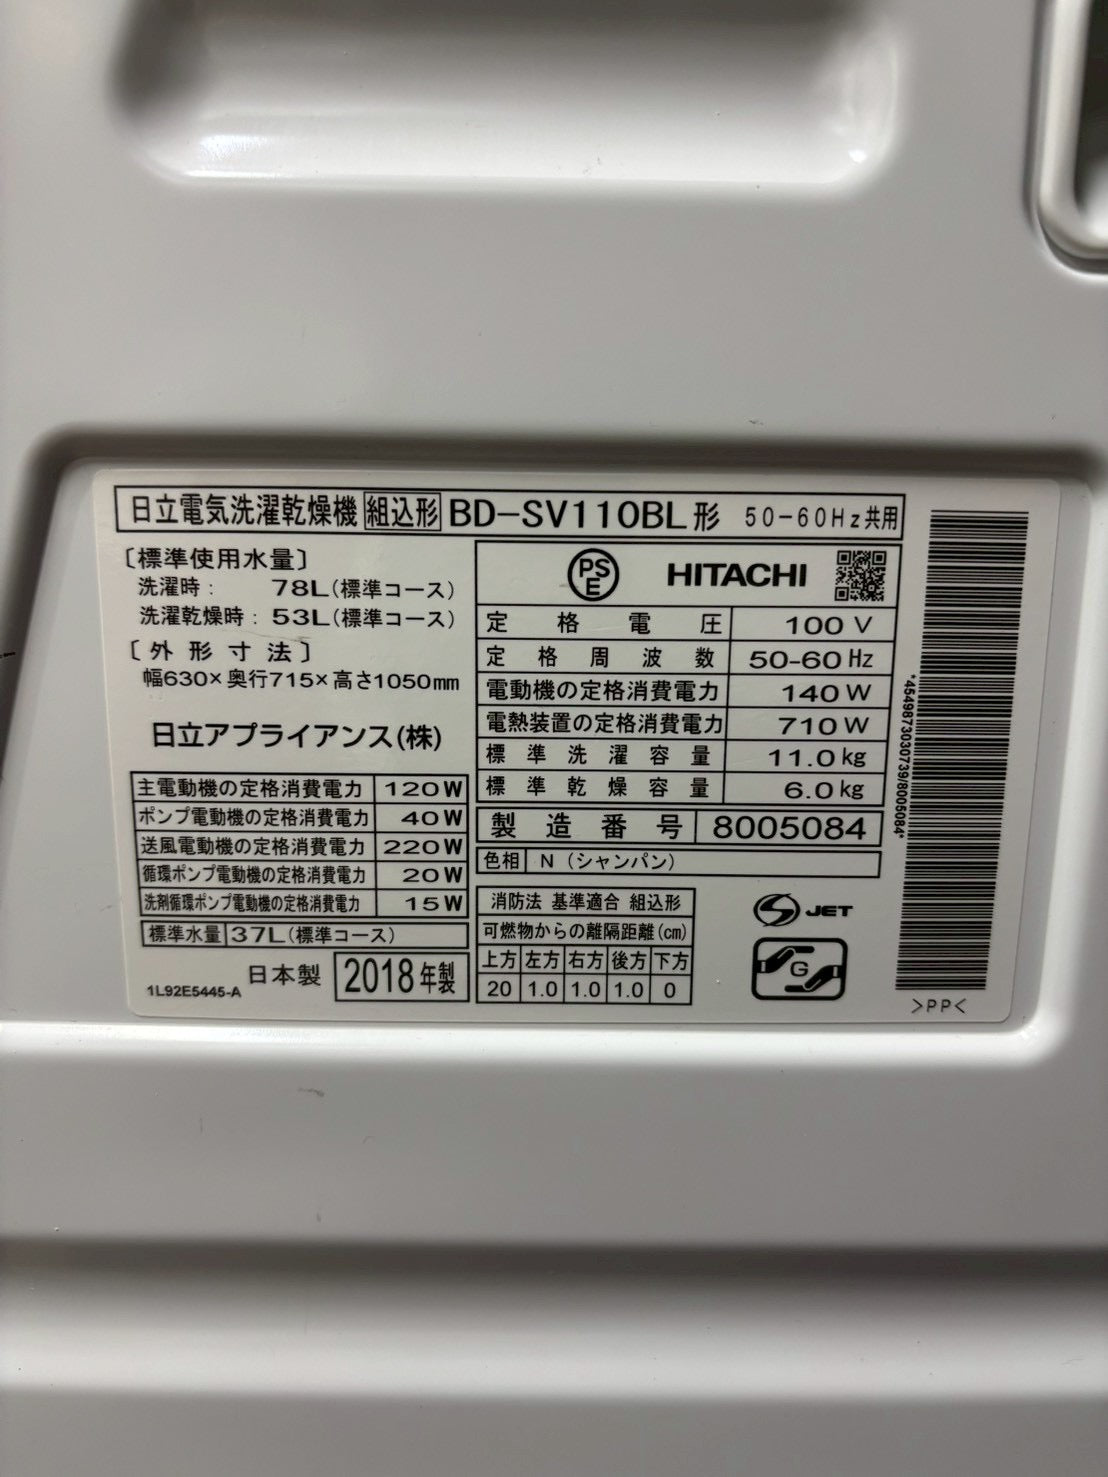 日立電気洗濯乾燥機 組込形 BD-SV110BL形 50-60Hz共用
〔標準使用水量〕
洗濯時: 78L(標準コース)
洗濯乾燥時: 53L(標準コース)
〔外形寸法〕
幅630×奥行715×高さ1050mm
日立アプライアンス(株)
主電動機の定格消費電力 120W
ポンプ電動機の定格消費電力 40W
送風電動機の定格消費電力 220W
循環ポンプ電動機の定格消費電力 20W
洗剤循環ポンプ電動機の定格消費電力 15W
標準水量 37L(標準コース)
1L92E5445-A 日本製 2018年製
PSE HITACHI
定格電圧 100V
定格周波数 50-60Hz
電動機の定格消費電力 140W
電熱装置の定格消費電力 710W
標準洗濯容量 11.0kg
標準乾燥容量 6.0kg
製造番号 8005084
色相 N(シャンパン)
消防法 基準適合 組込形
可燃物からの離隔距離(cm)
上方 左方 右方 後方 下方
20 1.0 1.0 1.0 0
S JET
G
*4549873030739/8005084*
>PP<